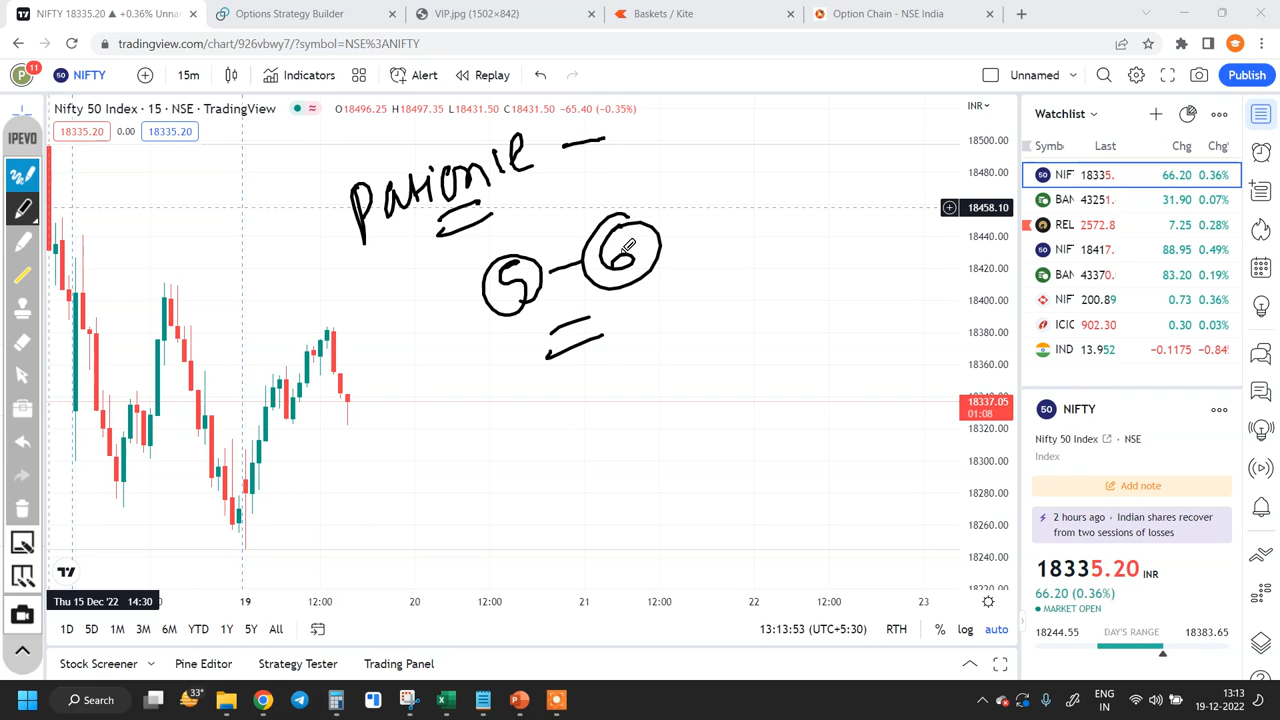 NIFTY 18335.20 ▲ +0.36% Unnar
Options Strategy Builder
VIP.jpg (1502×842)
Baskets / Kite
Option Chain - NSE India
tradingview.com/chart/926vbwy7/?symbol=NSE%3ANIFTY
P 11 NIFTY 15m Indicators Alert Replay Unnamed Publish
Nifty 50 Index · 15 · NSE · TradingView O18496.25 H18497.35 L18431.50 C18431.50 −65.40 (−0.35%)
18335.20 0.00 18335.20
INR
IPEVO
Pationie —
5 - 6
18500.00
18480.00
18458.10
18440.00
18420.00
18400.00
18380.00
18360.00
18337.05
01:08
18320.00
18300.00
18280.00
18260.00
18240.00
18220.00
Thu 15 Dec '22 14:30 19 12:00 20 12:00 21 12:00 22 12:00 23
1D 5D 1M 3M 6M YTD 1Y 5Y All 13:13:53 (UTC+5:30) RTH % log auto
Stock Screener Pine Editor Strategy Tester Trading Panel
Watchlist
Symb Last Chg Chg
50 NIF 18335. 66.20 0.36%
BAN 43251. 31.90 0.07%
REL 2572.8 7.25 0.28%
50 NIF 18417. 88.95 0.49%
BAN 43370. 83.20 0.19%
NIF 200.89 0.73 0.36%
ICIC 902.30 0.30 0.03%
IND 13.952 −0.1175 −0.84
50 NIFTY
Nifty 50 Index NSE
Index
Add note
2 hours ago · Indian shares recover
from two sessions of losses
18335.20 INR
66.20 (0.36%)
MARKET OPEN
18244.55 DAY'S RANGE 18383.65
Search 33° ENG IN 13:13 19-12-2022